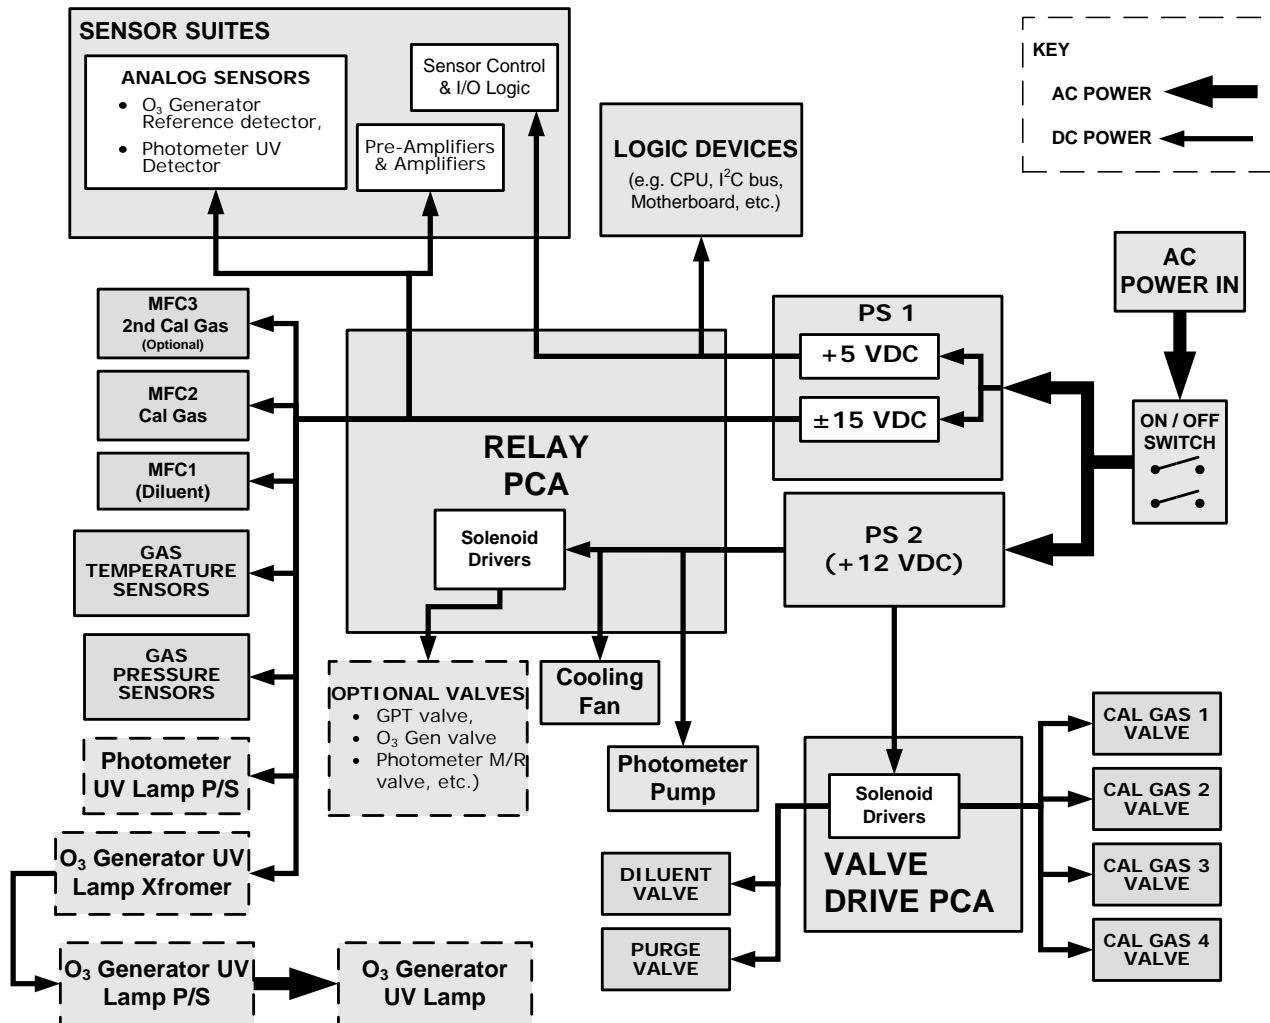 SENSOR SUITES
ANALOG SENSORS
• O₃ Generator
Reference detector,
• Photometer UV
Detector
Sensor Control
& I/O Logic
Pre-Amplifiers
& Amplifiers
LOGIC DEVICES
(e.g. CPU, I²C bus,
Motherboard, etc.)
KEY
AC POWER
DC POWER
AC
POWER IN
ON / OFF
SWITCH
PS 1
+5 VDC
±15 VDC
PS 2
(+12 VDC)
RELAY
PCA
Solenoid
Drivers
MFC3
2nd Cal Gas
(Optional)
MFC2
Cal Gas
MFC1
(Diluent)
GAS
TEMPERATURE
SENSORS
GAS
PRESSURE
SENSORS
Photometer
UV Lamp P/S
O₃ Generator UV
Lamp Xfromer
O₃ Generator UV
Lamp P/S
O₃ Generator
UV Lamp
OPTIONAL VALVES
• GPT valve,
• O₃ Gen valve
• Photometer M/R
valve, etc.)
Cooling
Fan
Photometer
Pump
Solenoid
Drivers
VALVE
DRIVE PCA
DILUENT
VALVE
PURGE
VALVE
CAL GAS 1
VALVE
CAL GAS 2
VALVE
CAL GAS 3
VALVE
CAL GAS 4
VALVE